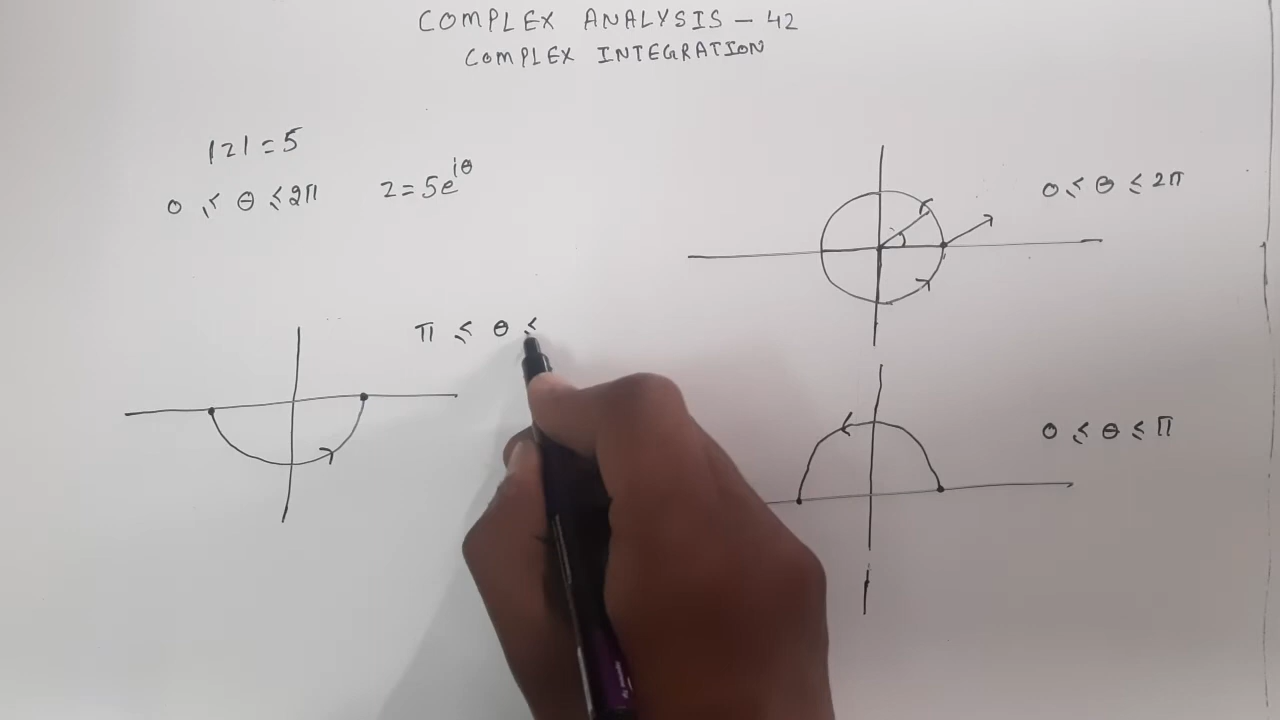 COMPLEX ANALYSIS - 42
COMPLEX INTEGRATION
|z| = 5
0 ≤ θ ≤ 2π
z = 5e^{iθ}
0 ≤ θ ≤ 2π
π ≤ θ ≤
0 ≤ θ ≤ π